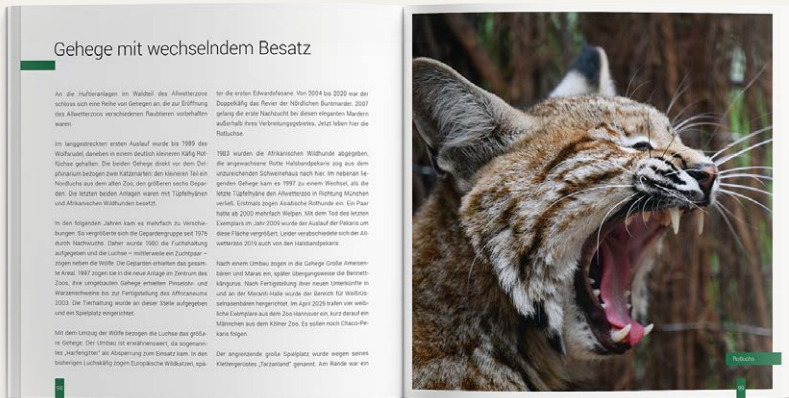 Gehege mit wechselndem Besatz
An die Huftieranlagen im Waldteil des Allwetterzoos
schloss sich eine Reihe von Gehegen an, die zur Eröffnung
des Allwetterzoos verschiedenen Raubtieren vorbehalten
waren.
Im langgestreckten ersten Auslauf wurde bis 1989 das
Wolfsrudel, daneben in einem deutlich kleineren Käfig Rot-
füchse gehalten. Die beiden Gehege direkt vor dem Del-
phinarium bezogen zwei Katzenarten: den kleineren Teil ein
Nordluchs aus dem alten Zoo, den größeren sechs Gepar-
den. Die letzten beiden Anlagen waren mit Tüpfelhyänen
und Afrikanischen Wildhunden besetzt.
In den folgenden Jahren kam es mehrfach zu Verschie-
bungen. So vergrößerte sich die Gepardengruppe seit 1976
durch Nachwuchs. Daher wurde 1980 die Fuchshaltung
aufgegeben und die Luchse – mittlerweile ein Zuchtpaar –
zogen neben die Wölfe. Die Geparden erhielten das gesam-
te Areal. 1997 zogen sie in die neue Anlage im Zentrum des
Zoos, ihre umgebauten Gehege erhielten Pinselohr- und
Warzenschweine bis zur Fertigstellung des Africaneums
2003. Die Tierhaltung wurde an dieser Stelle aufgegeben
und ein Spielplatz eingerichtet.
Mit dem Umzug der Wölfe bezogen die Luchse das größe-
re Gehege. Der Umbau ist erwähnenswert, da sogenann-
tes „Harfengitter“ als Absperrung zum Einsatz kam. In den
bisherigen Luchskäfig zogen Europäische Wildkatzen, spä-
ter die ersten Edwardsfasane. Von 2004 bis 2020 war der
Doppelkäfig das Revier der Nördlichen Buntmarder. 2007
gelang die erste Nachzucht bei diesen eleganten Mardern
außerhalb ihres Verbreitungsgebietes. Jetzt leben hier die
Rotluchse.
1983 wurden die Afrikanischen Wildhunde abgegeben,
die angewachsene Rotte Halsbandpekaris zog aus dem
unzureichenden Schweinehaus nach hier. Im nebenan lie-
genden Gehege kam es 1997 zu einem Wechsel, als die
letzte Tüpfelhyäne den Allwetterzoo in Richtung München
verließ. Erstmals zogen Asiatische Rothunde ein. Ein Paar
hatte ab 2000 mehrfach Welpen. Mit dem Tod des letzten
Exemplars im Jahr 2009 wurde der Auslauf der Pekaris um
diese Fläche vergrößert. Leider verabschiedete sich der All-
wetterzoo 2019 auch von den Halsbandpekaris.
Nach einem Umbau zogen in die Gehege Große Ameisen-
bären und Maras ein, später übergangsweise die Bennett-
kängurus. Nach Fertigstellung ihrer neuen Unterkünfte in
und an der Meranti-Halle wurde der Bereich für Weißrüs-
selnasenbären hergerichtet. Im April 2025 trafen vier weib-
liche Exemplare aus dem Zoo Hannover ein, kurz darauf ein
Männchen aus dem Kölner Zoo. Es sollen noch Chaco-Pe-
karis folgen.
Der angrenzende große Spielplatz wurde wegen seines
Klettergerüstes „Tarzanland“ genannt. Am Rande war ein
Rotluchs
98
99